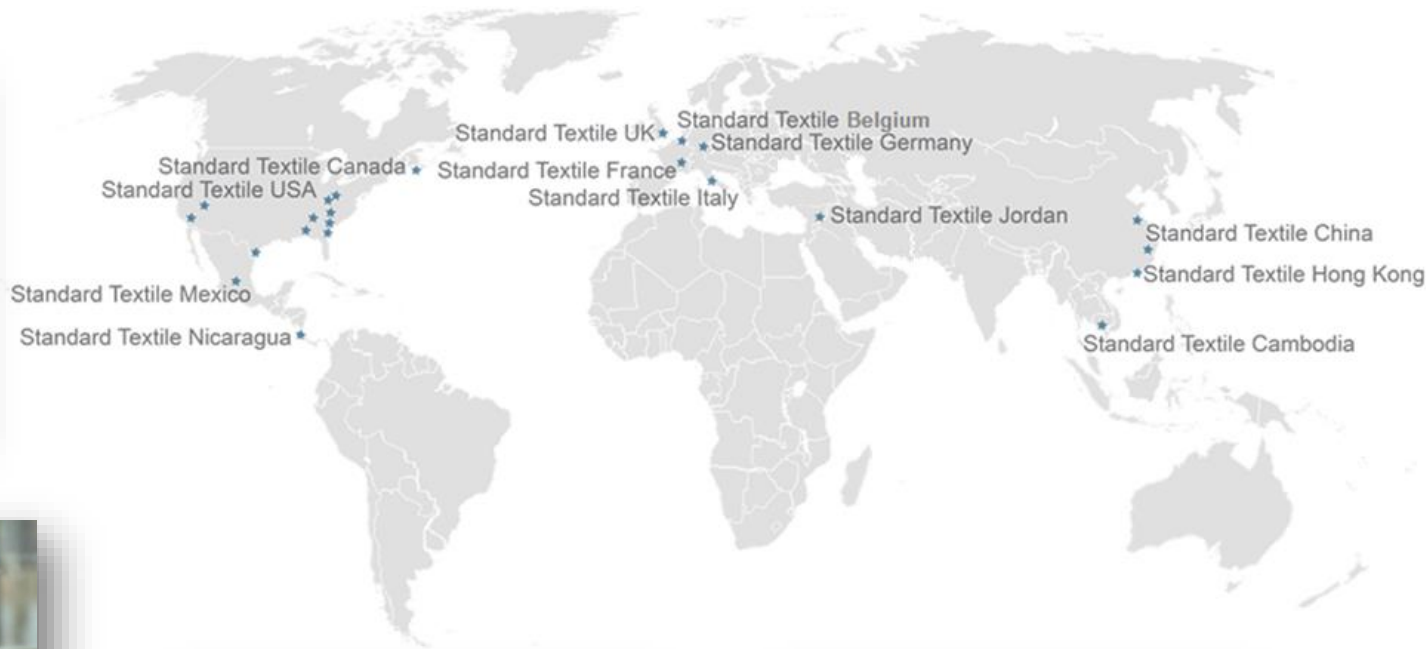 Standard Textile Belgium
Standard Textile UK
Standard Textile Germany
Standard Textile Canada
Standard Textile France
Standard Textile USA
Standard Textile Italy
Standard Textile Jordan
Standard Textile China
Standard Textile Hong Kong
Standard Textile Mexico
Standard Textile Nicaragua
Standard Textile Cambodia